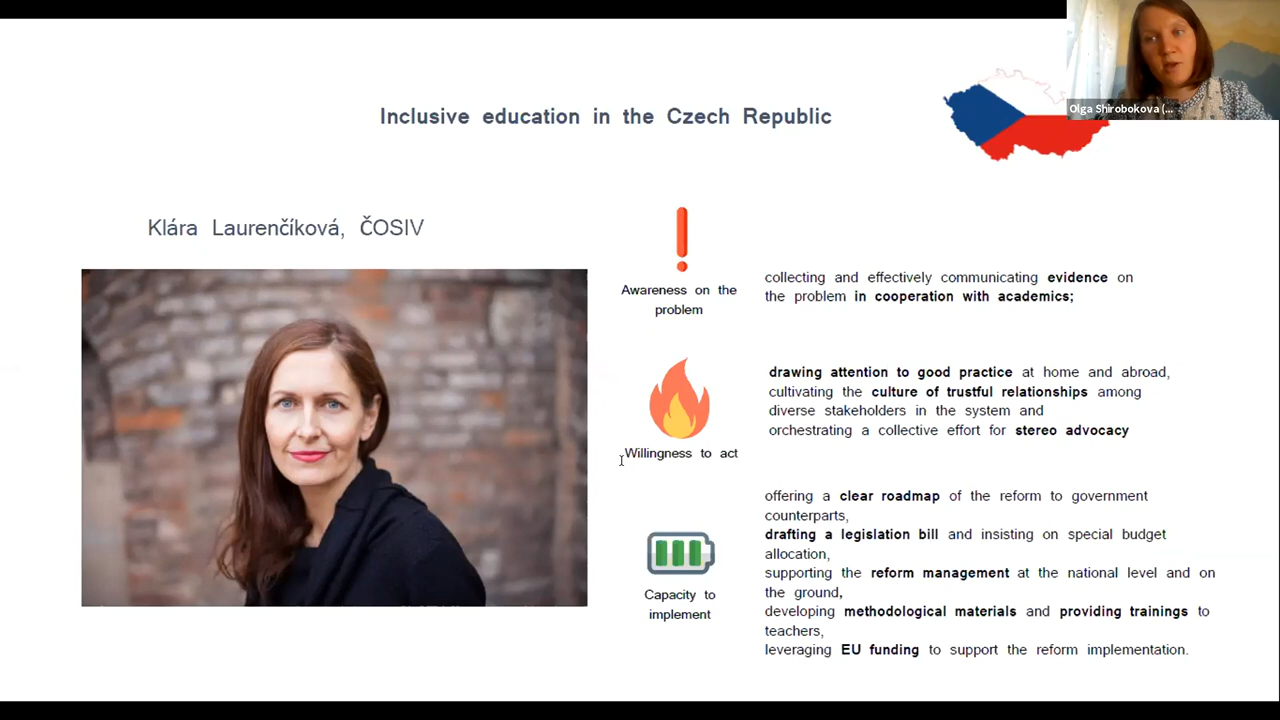 Olga Shirobokova (...
Inclusive education in the Czech Republic
Klára Laurenčíková, ČOSIV
Awareness on the
problem
collecting and effectively communicating evidence on
the problem in cooperation with academics;
Willingness to act
drawing attention to good practice at home and abroad,
cultivating the culture of trustful relationships among
diverse stakeholders in the system and
orchestrating a collective effort for stereo advocacy
Capacity to
implement
offering a clear roadmap of the reform to government
counterparts,
drafting a legislation bill and insisting on special budget
allocation,
supporting the reform management at the national level and on
the ground,
developing methodological materials and providing trainings to
teachers,
leveraging EU funding to support the reform implementation.